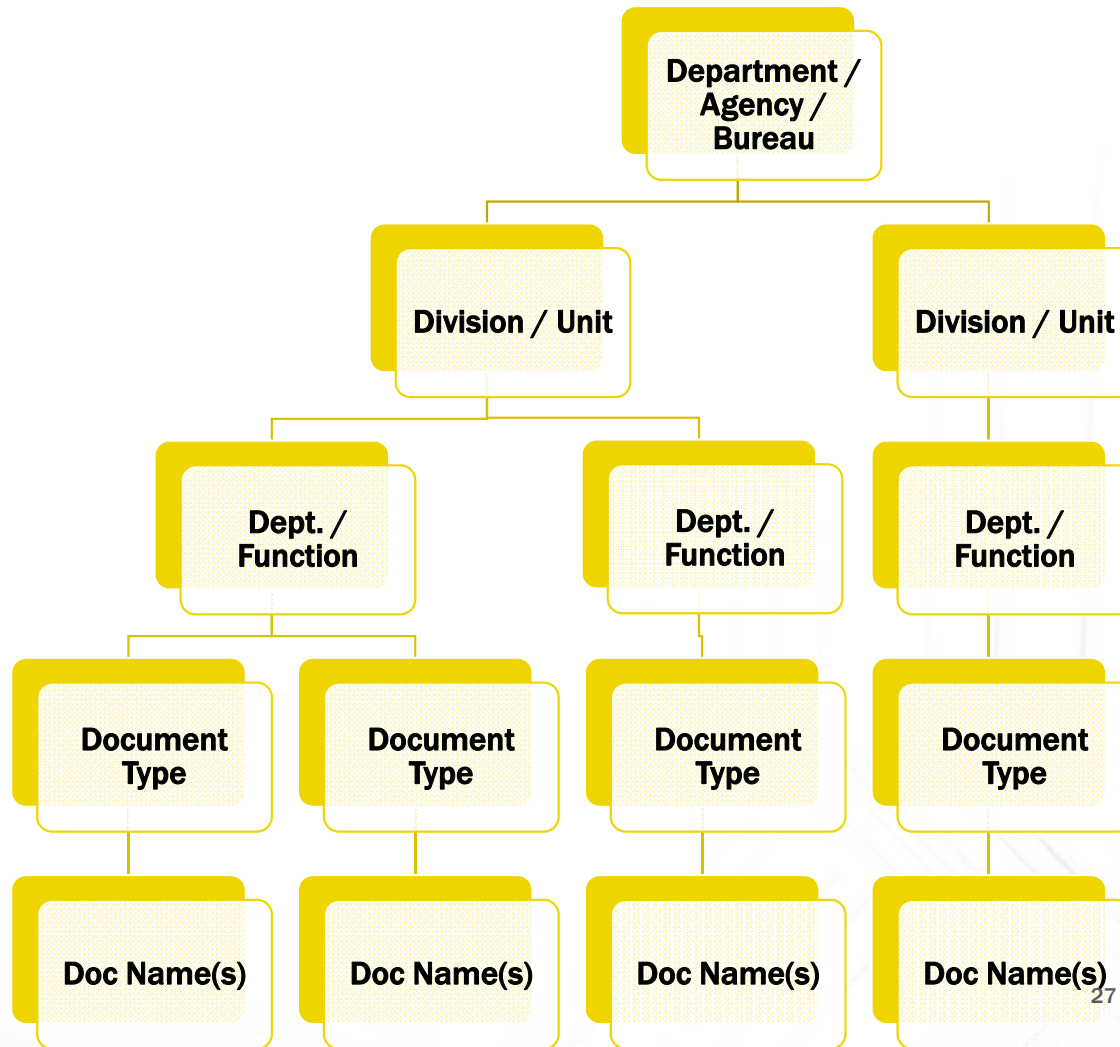 Department /
Agency /
Bureau
Division / Unit
Division / Unit
Dept. /
Function
Dept. /
Function
Dept. /
Function
Document
Type
Document
Type
Document
Type
Document
Type
Doc Name(s)
Doc Name(s)
Doc Name(s)
Doc Name(s)
27